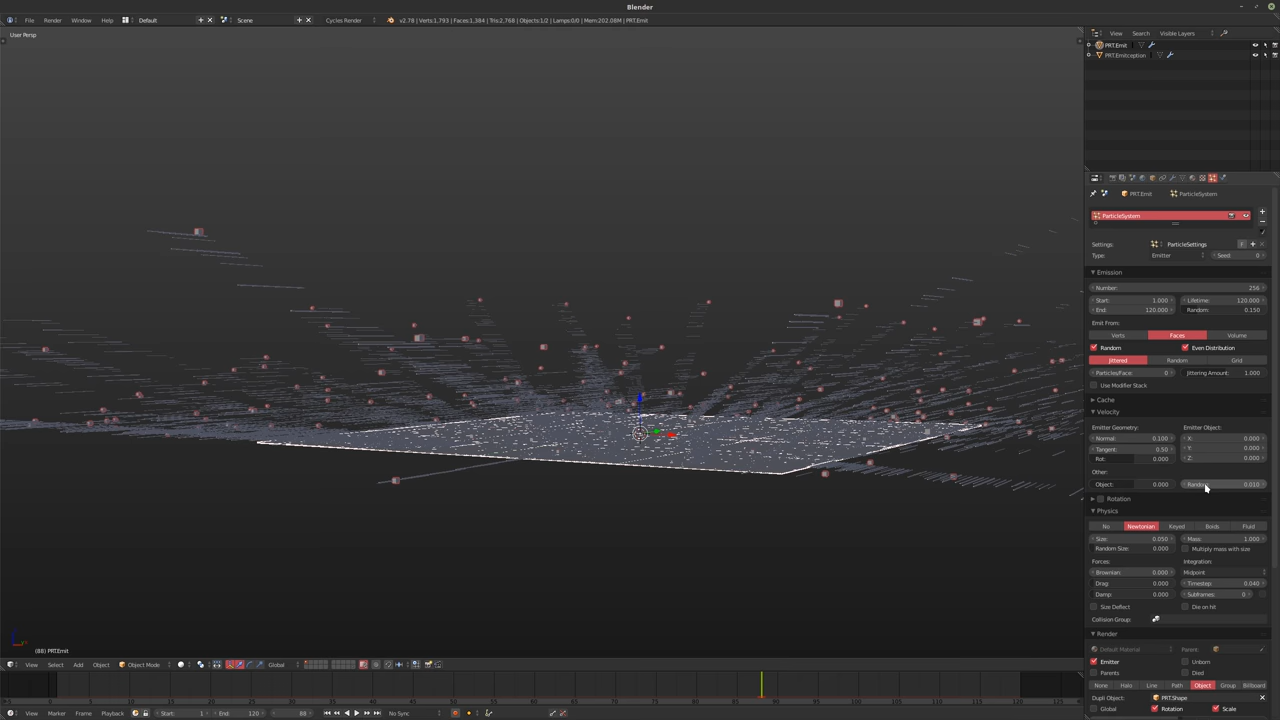 Blender
File Render Window Help Default Scene Cycles Render v2.78 | Verts:1,793 | Faces:1,384 | Tris:2,768 | Objects:1/2 | Lamps:0/0 | Mem:202.08M | PRT.Emit
User Persp
View Search Visible Layers
PRT.Emit
PRT.Emitception
PRT.Emit ParticleSystem
ParticleSystem
Settings: ParticleSettings F
Type: Emitter Seed: 0
Emission
Number: 256
Start: 1.000 Lifetime: 120.000
End: 120.000 Random: 0.150
Emit From:
Verts Faces Volume
Random Even Distribution
Jittered Random Grid
Particles/Face: 0 Jittering Amount: 1.000
Use Modifier Stack
Cache
Velocity
Emitter Geometry: Emitter Object:
Normal: 0.100 X: 0.000
Tangent: 0.50 Y: 0.000
Rot: 0.000 Z: 0.000
Other:
Object: 0.000 Random: 0.010
Rotation
Physics
No Newtonian Keyed Boids Fluid
Size: 0.050 Mass: 1.000
Random Size: 0.000 Multiply mass with size
Forces: Integration:
Brownian: 0.000 Midpoint
Drag: 0.000 Timestep: 0.040
Damp: 0.000 Subframes: 0
Size Deflect Die on hit
Collision Group:
Render
Default Material Parent:
Emitter Unborn
Parents Died
None Halo Line Path Object Group Billboard
Dupli Object: PRT.Shape
Global Rotation Scale
(88) PRT.Emit
View Select Add Object Object Mode Global
View Marker Frame Playback Start: 1 End: 120 88 No Sync